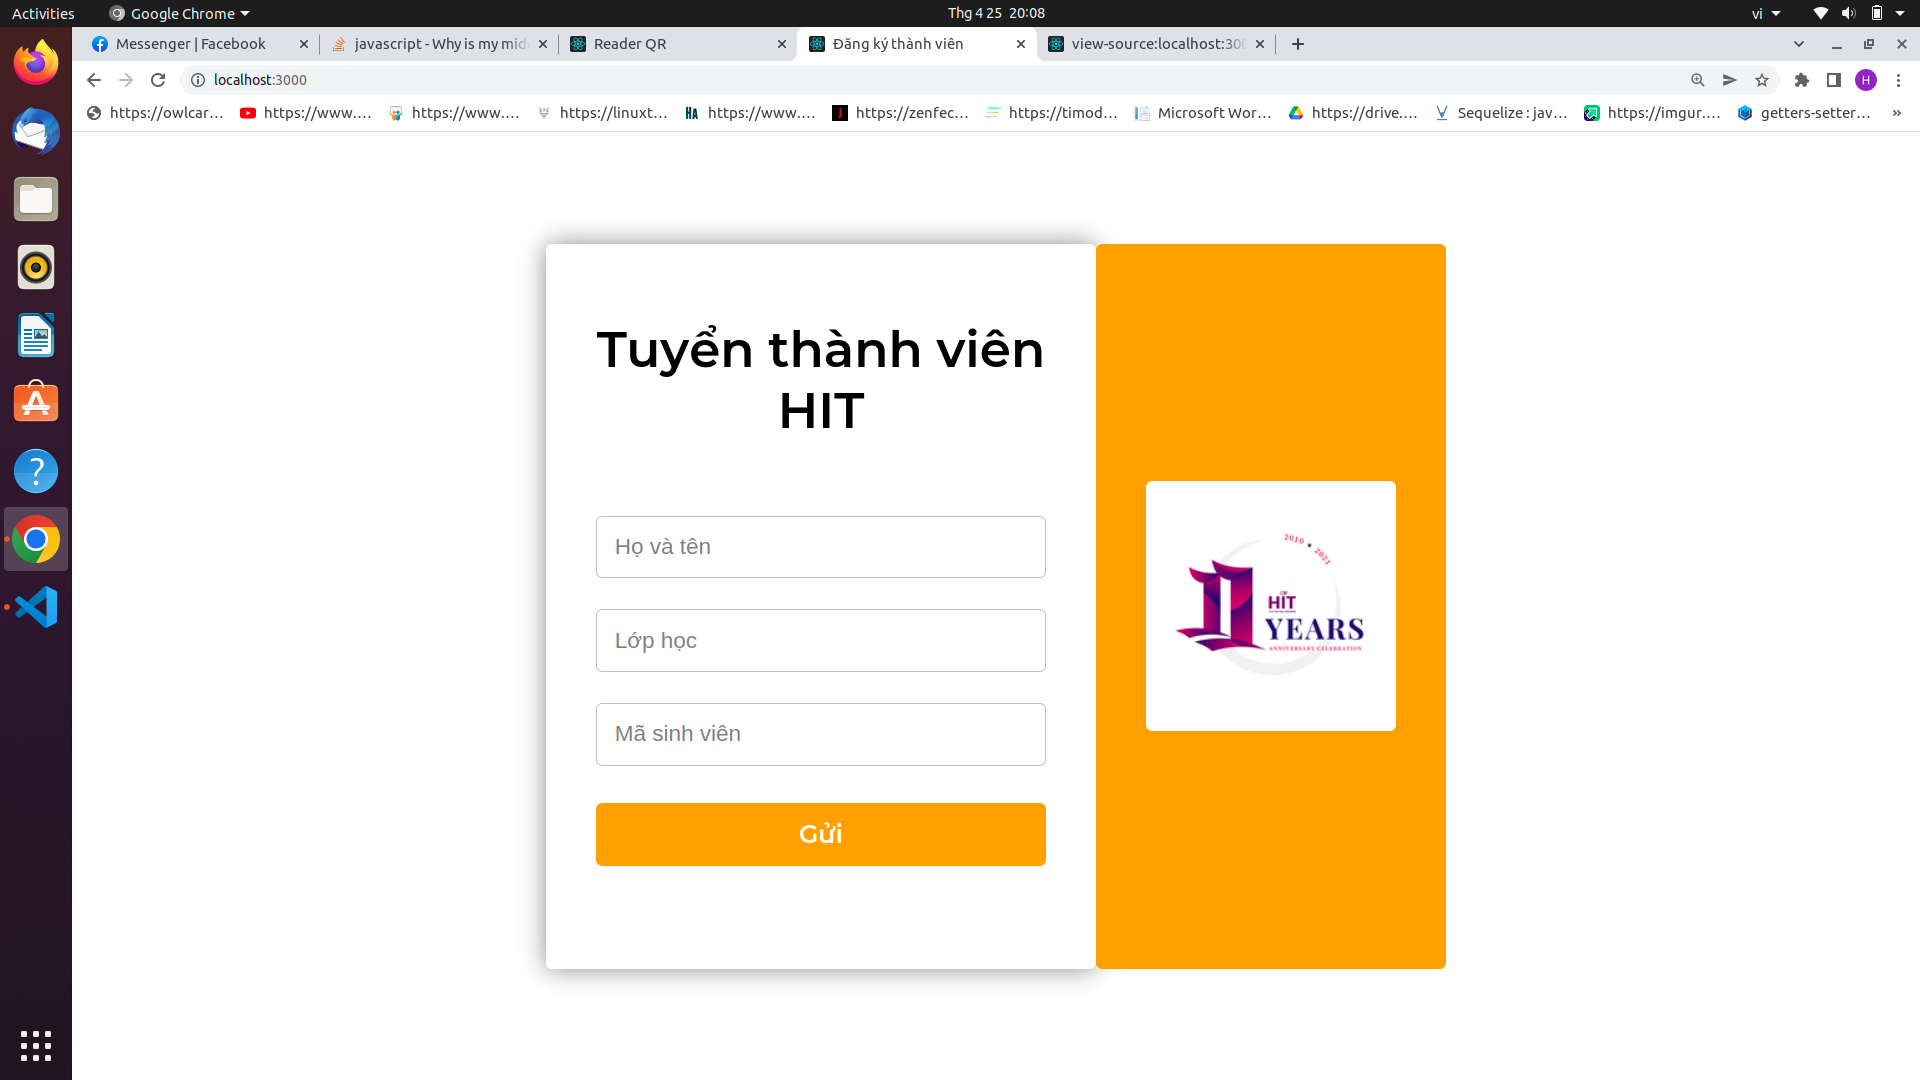 Activities
Google Chrome
Thg 4 25 20:08
vi
Messenger | Facebook
javascript - Why is my mid
Reader QR
Đăng ký thành viên
view-source:localhost:300
localhost:3000
H
https://owlcar…
https://www.…
https://www.…
https://linuxt…
https://www.…
https://zenfec…
https://timod…
Microsoft Wor…
https://drive.…
Sequelize : jav…
https://imgur.…
getters-setter…
»
Tuyển thành viên
HIT
Họ và tên
Lớp học
Mã sinh viên
Gửi
2010 • 2021
HIT
YEARS
ANNIVERSARY CELEBRATION